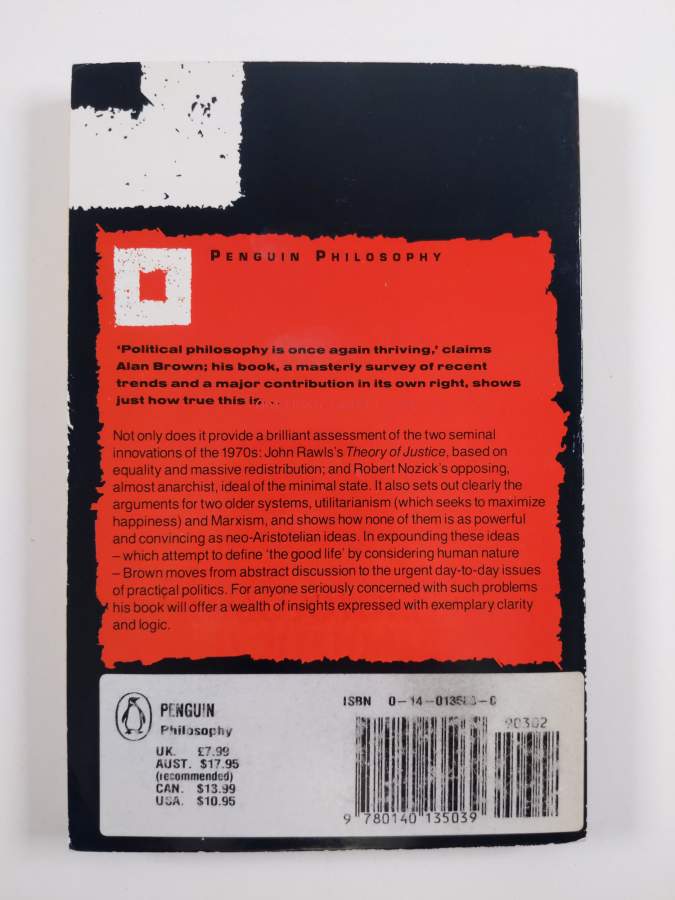 PENGUIN PHILOSOPHY
‘Political philosophy is once again thriving,’ claims
Alan Brown; his book, a masterly survey of recent
trends and a major contribution in its own right, shows
just how true this
Not only does it provide a brilliant assessment of the two seminal
innovations of the 1970s: John Rawls's Theory of Justice, based on
equality and massive redistribution; and Robert Nozick's opposing,
almost anarchist, ideal of the minimal state. It also sets out clearly the
arguments for two older systems, utilitarianism (which seeks to maximize
happiness) and Marxism, and shows how none of them is as powerful
and convincing as neo-Aristotelian ideas. In expounding these ideas
– which attempt to define ‘the good life’ by considering human nature
– Brown moves from abstract discussion to the urgent day-to-day issues
of practical politics. For anyone seriously concerned with such problems
his book will offer a wealth of insights expressed with exemplary clarity
and logic.
PENGUIN
Philosophy
UK. £7.99
AUST. $17.95
(recommended)
CAN. $13.99
USA. $10.95
ISBN
90302
9 780140 135039